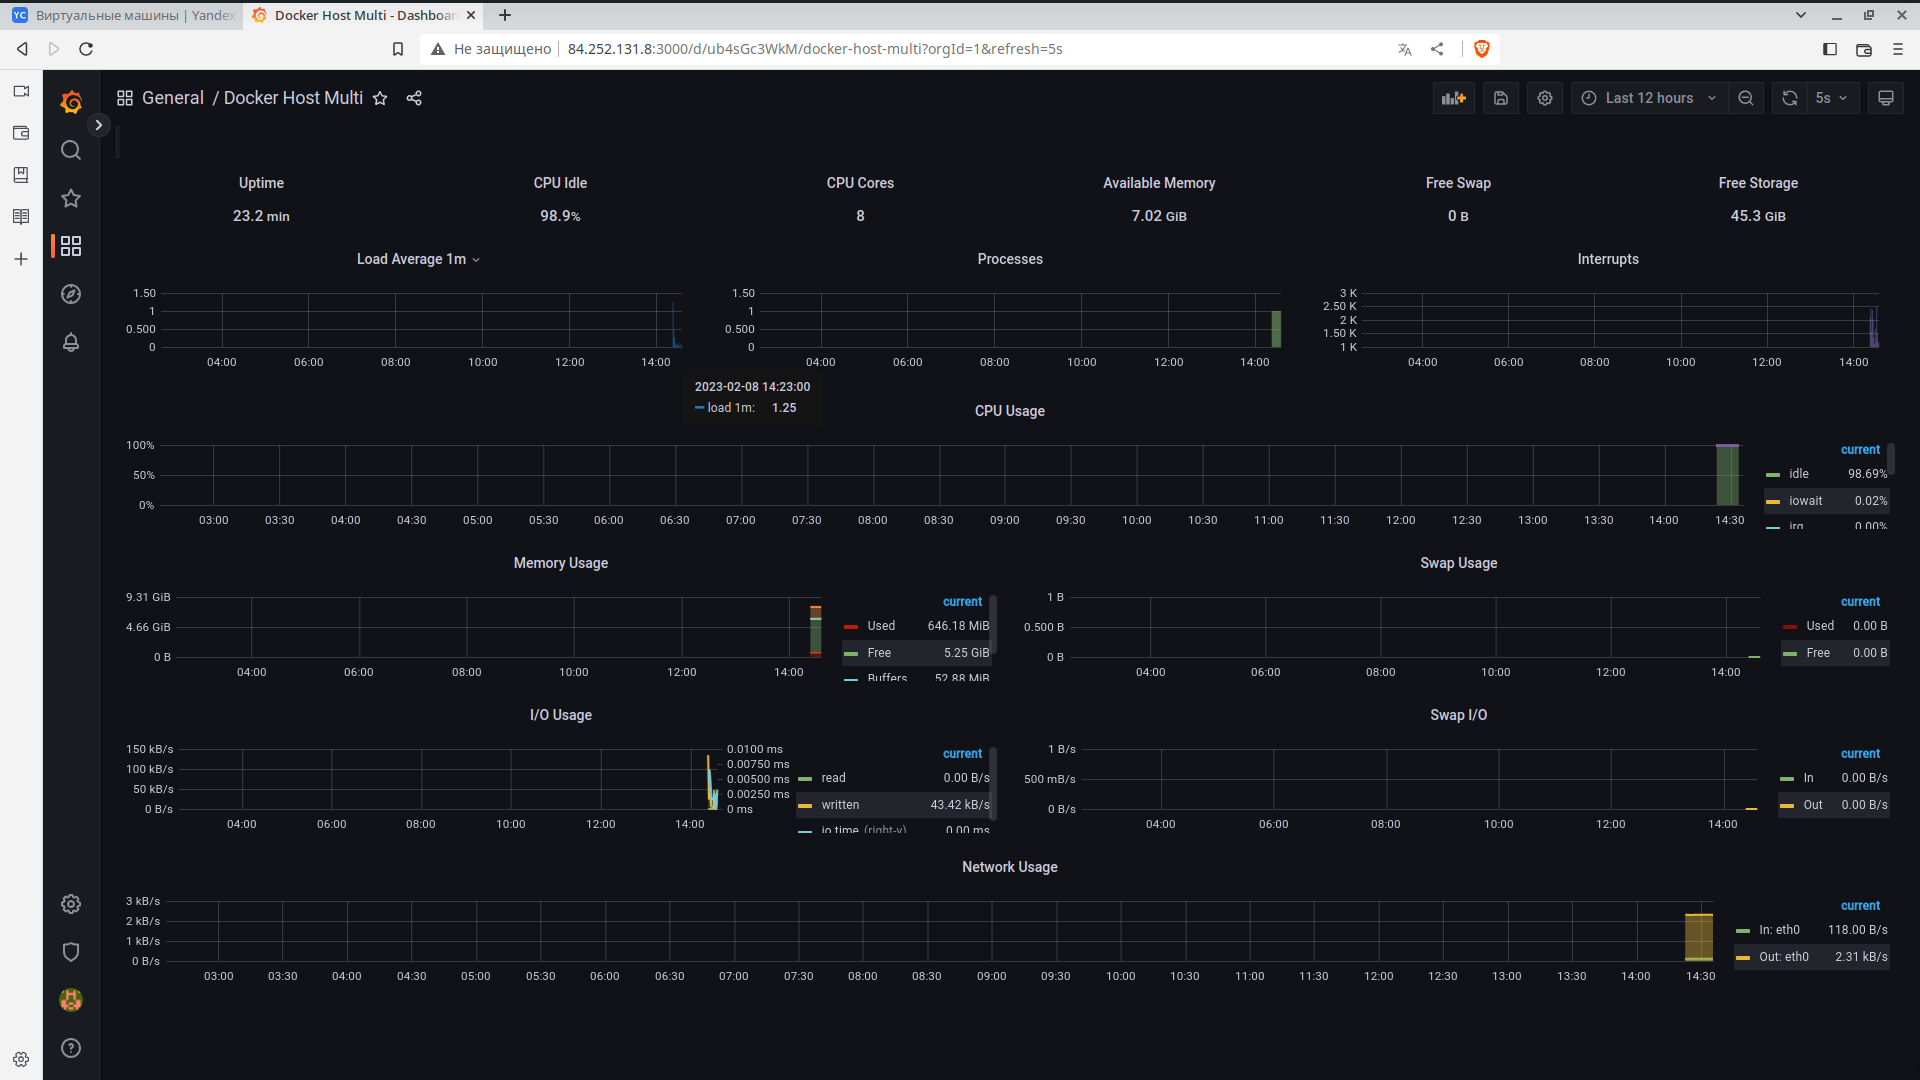 YC Виртуальные машины | Yandex
Docker Host Multi - Dashboar
Не защищено
84.252.131.8:3000/d/ub4sGc3WkM/docker-host-multi?orgId=1&refresh=5s
General / Docker Host Multi
Last 12 hours
5s
Uptime
23.2 min
CPU Idle
98.9%
CPU Cores
8
Available Memory
7.02 GiB
Free Swap
0 B
Free Storage
45.3 GiB
Load Average 1m
1.50
1
0.500
0
04:00 06:00 08:00 10:00 12:00 14:00
Processes
1.50
1
0.500
0
04:00 06:00 08:00 10:00 12:00 14:00
Interrupts
3 K
2.50 K
2 K
1.50 K
1 K
04:00 06:00 08:00 10:00 12:00 14:00
2023-02-08 14:23:00
load 1m: 1.25
CPU Usage
100%
50%
0%
03:00 03:30 04:00 04:30 05:00 05:30 06:00 06:30 07:00 07:30 08:00 08:30 09:00 09:30 10:00 10:30 11:00 11:30 12:00 12:30 13:00 13:30 14:00 14:30
current
idle 98.69%
iowait 0.02%
irq 0.00%
Memory Usage
9.31 GiB
4.66 GiB
0 B
04:00 06:00 08:00 10:00 12:00 14:00
current
Used 646.18 MiB
Free 5.25 GiB
Buffers 52.88 MiB
Swap Usage
1 B
0.500 B
0 B
04:00 06:00 08:00 10:00 12:00 14:00
current
Used 0.00 B
Free 0.00 B
I/O Usage
150 kB/s
100 kB/s
50 kB/s
0 B/s
0.0100 ms
0.00750 ms
0.00500 ms
0.00250 ms
0 ms
04:00 06:00 08:00 10:00 12:00 14:00
current
read 0.00 B/s
written 43.42 kB/s
io time (right-y) 0.00 ms
Swap I/O
1 B/s
500 mB/s
0 B/s
04:00 06:00 08:00 10:00 12:00 14:00
current
In 0.00 B/s
Out 0.00 B/s
Network Usage
3 kB/s
2 kB/s
1 kB/s
0 B/s
03:00 03:30 04:00 04:30 05:00 05:30 06:00 06:30 07:00 07:30 08:00 08:30 09:00 09:30 10:00 10:30 11:00 11:30 12:00 12:30 13:00 13:30 14:00 14:30
current
In: eth0 118.00 B/s
Out: eth0 2.31 kB/s